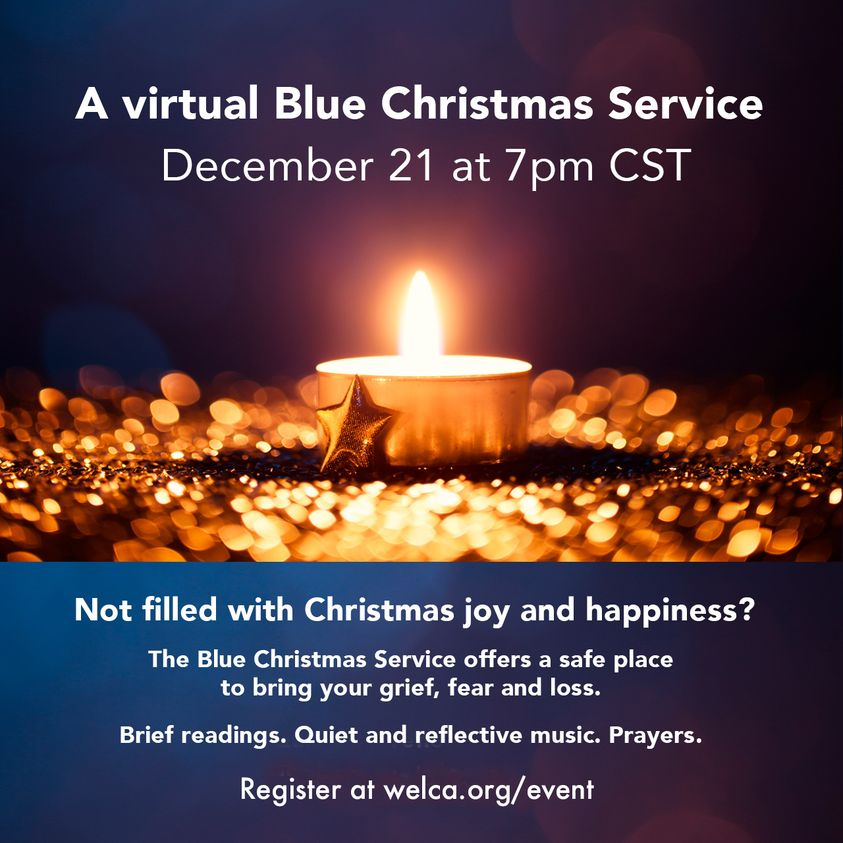 A virtual Blue Christmas Service
December 21 at 7pm CST
Not filled with Christmas joy and happiness?
The Blue Christmas Service offers a safe place
to bring your grief, fear and loss.
Brief readings. Quiet and reflective music. Prayers.
Register at welca.org/event